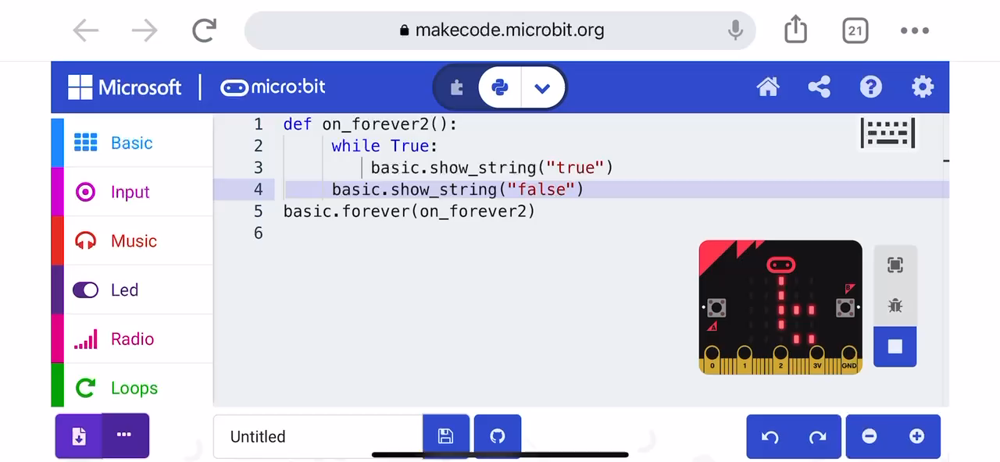 makecode.microbit.org
21
Microsoft
micro:bit
Basic
Input
Music
Led
Radio
Loops
1 def on_forever2():
2 while True:
3 basic.show_string("true")
4 basic.show_string("false")
5 basic.forever(on_forever2)
6
A
B
0 1 2 3V GND
Untitled